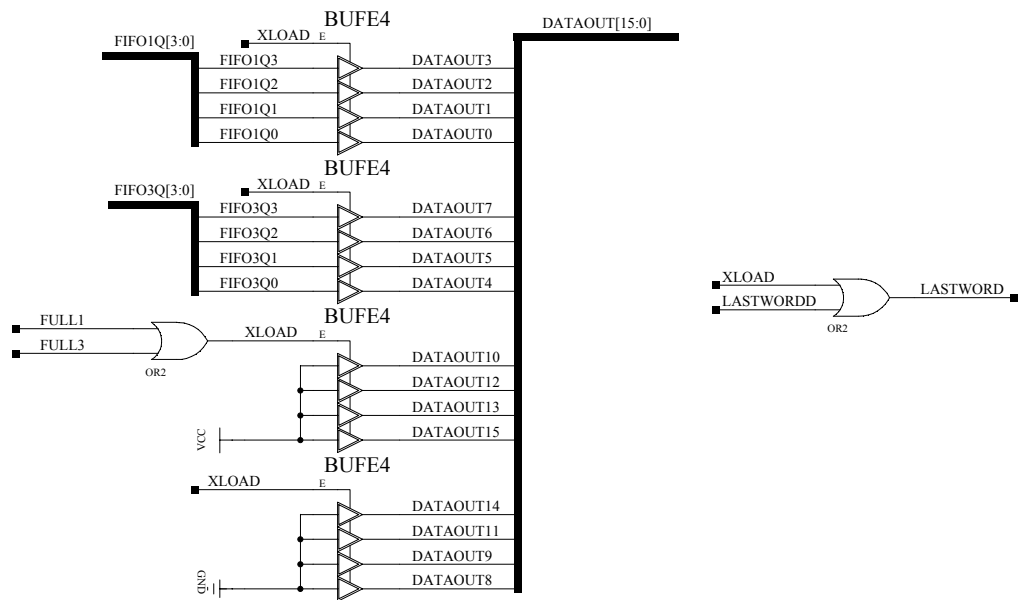 BUFE4
DATAOUT[15:0]
XLOAD E
FIFO1Q[3:0]
FIFO1Q3 DATAOUT3
FIFO1Q2 DATAOUT2
FIFO1Q1 DATAOUT1
FIFO1Q0 DATAOUT0
BUFE4
XLOAD E
FIFO3Q[3:0]
FIFO3Q3 DATAOUT7
FIFO3Q2 DATAOUT6
FIFO3Q1 DATAOUT5
FIFO3Q0 DATAOUT4
BUFE4
FULL1
FULL3
OR2
XLOAD E
DATAOUT10
DATAOUT12
DATAOUT13
VCC
DATAOUT15
BUFE4
XLOAD E
DATAOUT14
DATAOUT11
DATAOUT9
GND
DATAOUT8
XLOAD
LASTWORDD
OR2
LASTWORD